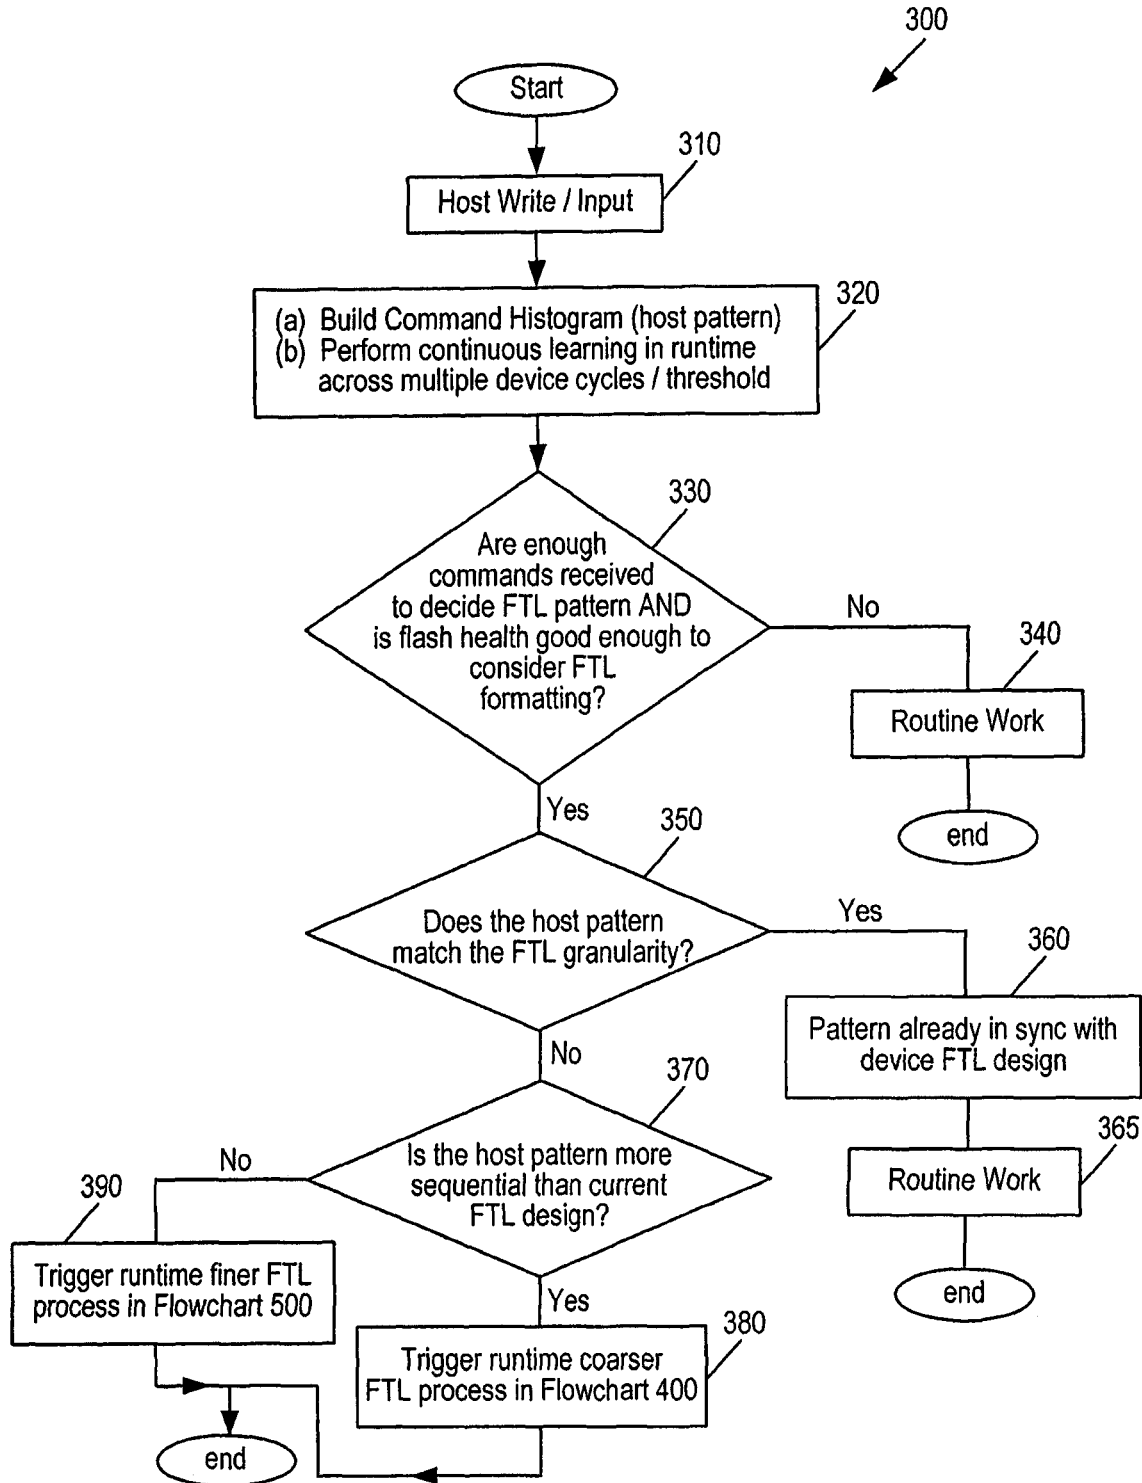 300
Start
310
Host Write / Input
320
(a) Build Command Histogram (host pattern)
(b) Perform continuous learning in runtime
across multiple device cycles / threshold
330
Are enough
commands received
to decide FTL pattern AND
is flash health good enough to
consider FTL
formatting?
No
340
Routine Work
end
Yes
350
Does the host pattern
match the FTL granularity?
Yes
360
Pattern already in sync with
device FTL design
365
Routine Work
end
No
370
Is the host pattern more
sequential than current
FTL design?
No
390
Trigger runtime finer FTL
process in Flowchart 500
Yes
380
Trigger runtime coarser
FTL process in Flowchart 400
end